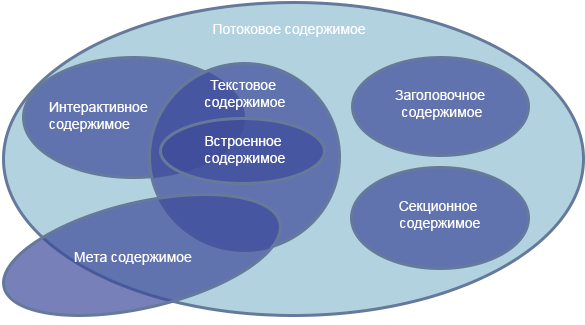 Потоковое содержимое
Интерактивное
содержимое
Текстовое
содержимое
Встроенное
содержимое
Заголовочное
содержимое
Секционное
содержимое
Мета содержимое